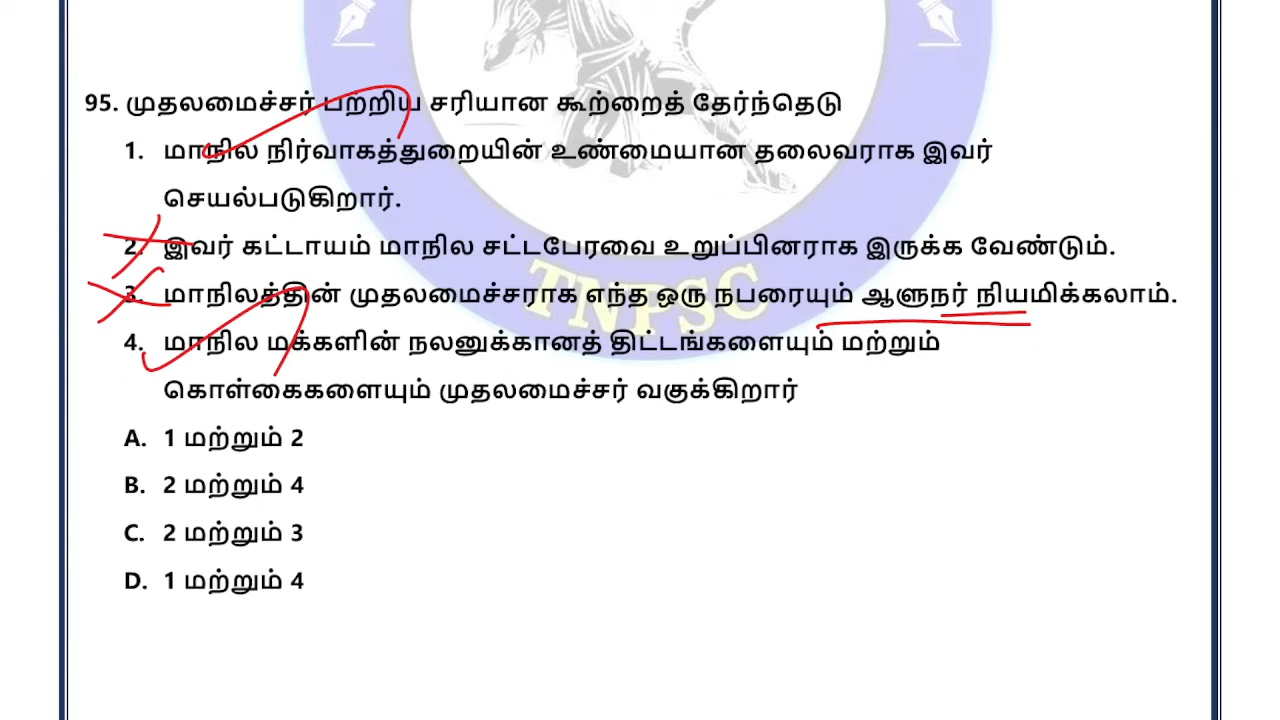 95. முதலமைச்சர் பற்றிய சரியான கூற்றைத் தேர்ந்தெடு
1. மாநில நிர்வாகத்துறையின் உண்மையான தலைவராக இவர்
செயல்படுகிறார்.
2. இவர் கட்டாயம் மாநில சட்டபேரவை உறுப்பினராக இருக்க வேண்டும்.
3. மாநிலத்தின் முதலமைச்சராக எந்த ஒரு நபரையும் ஆளுநர் நியமிக்கலாம்.
TNPSC
4. மாநில மக்களின் நலனுக்கானத் திட்டங்களையும் மற்றும்
கொள்கைகளையும் முதலமைச்சர் வகுக்கிறார்
A. 1 மற்றும் 2
B. 2 மற்றும் 4
C. 2 மற்றும் 3
D. 1 மற்றும் 4